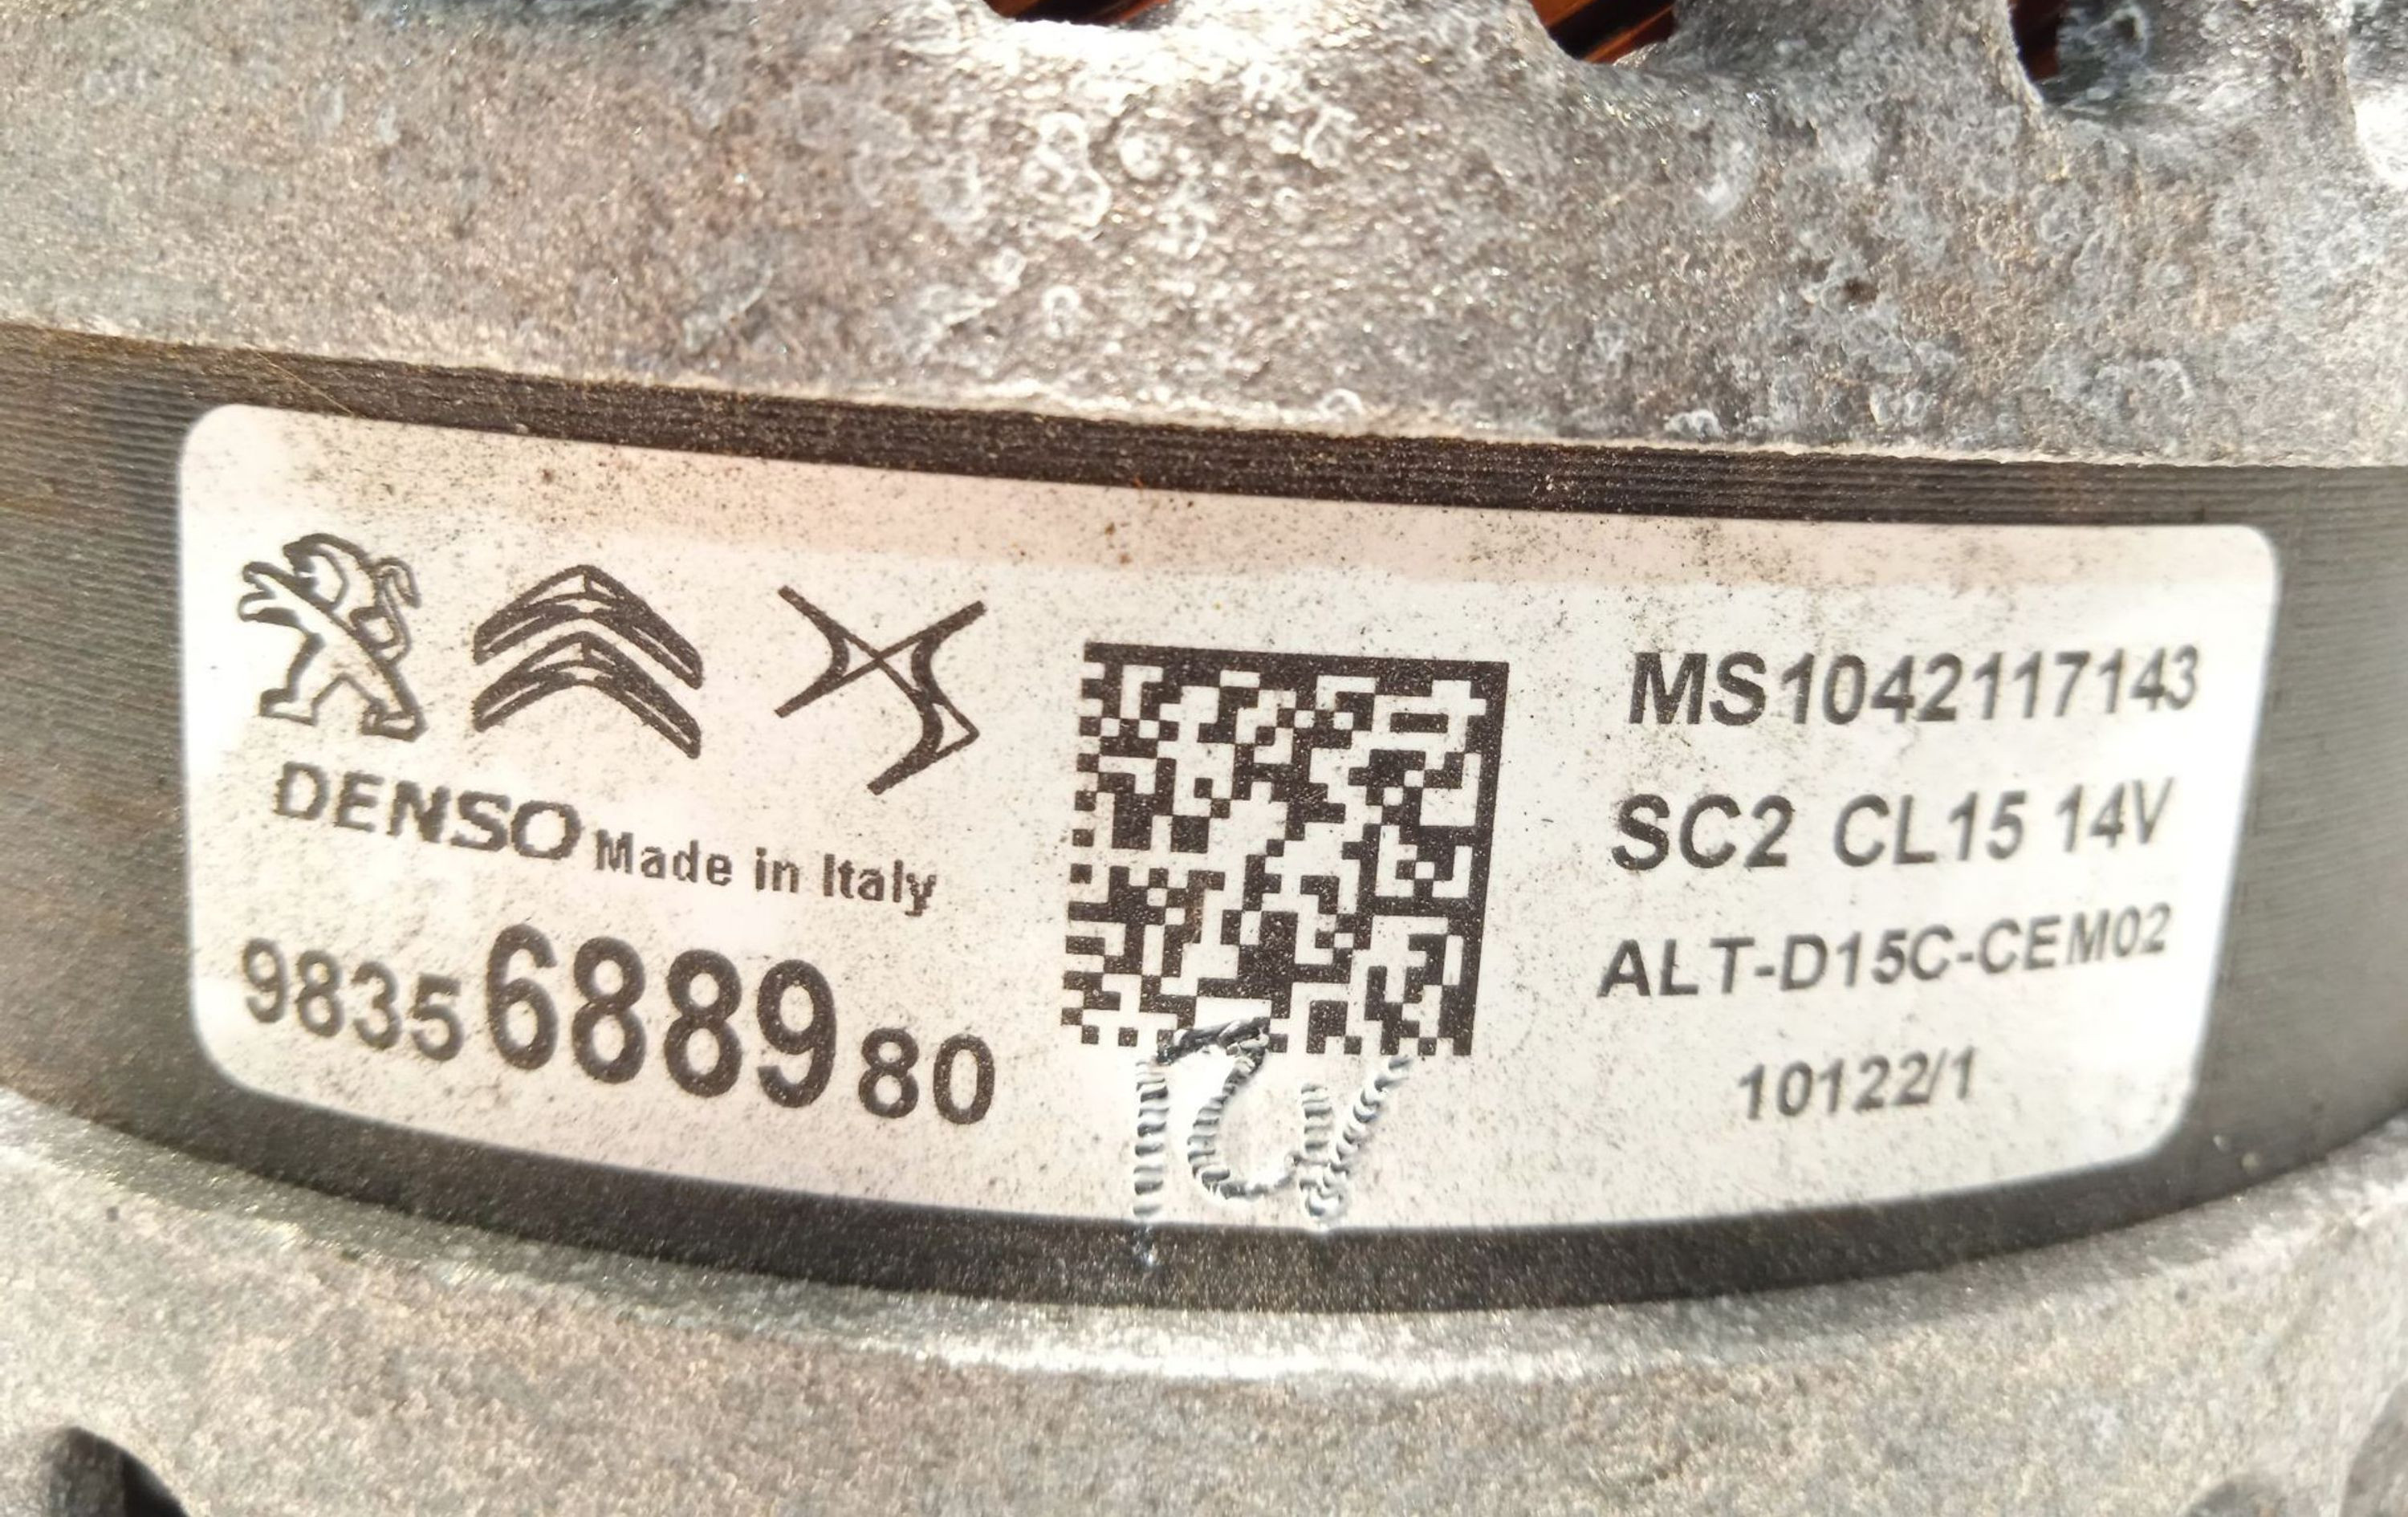 DENSO Made in Italy
9835688980
MS1042117143
SC2 CL15 14V
ALT-D15C-CEM02
10122/1